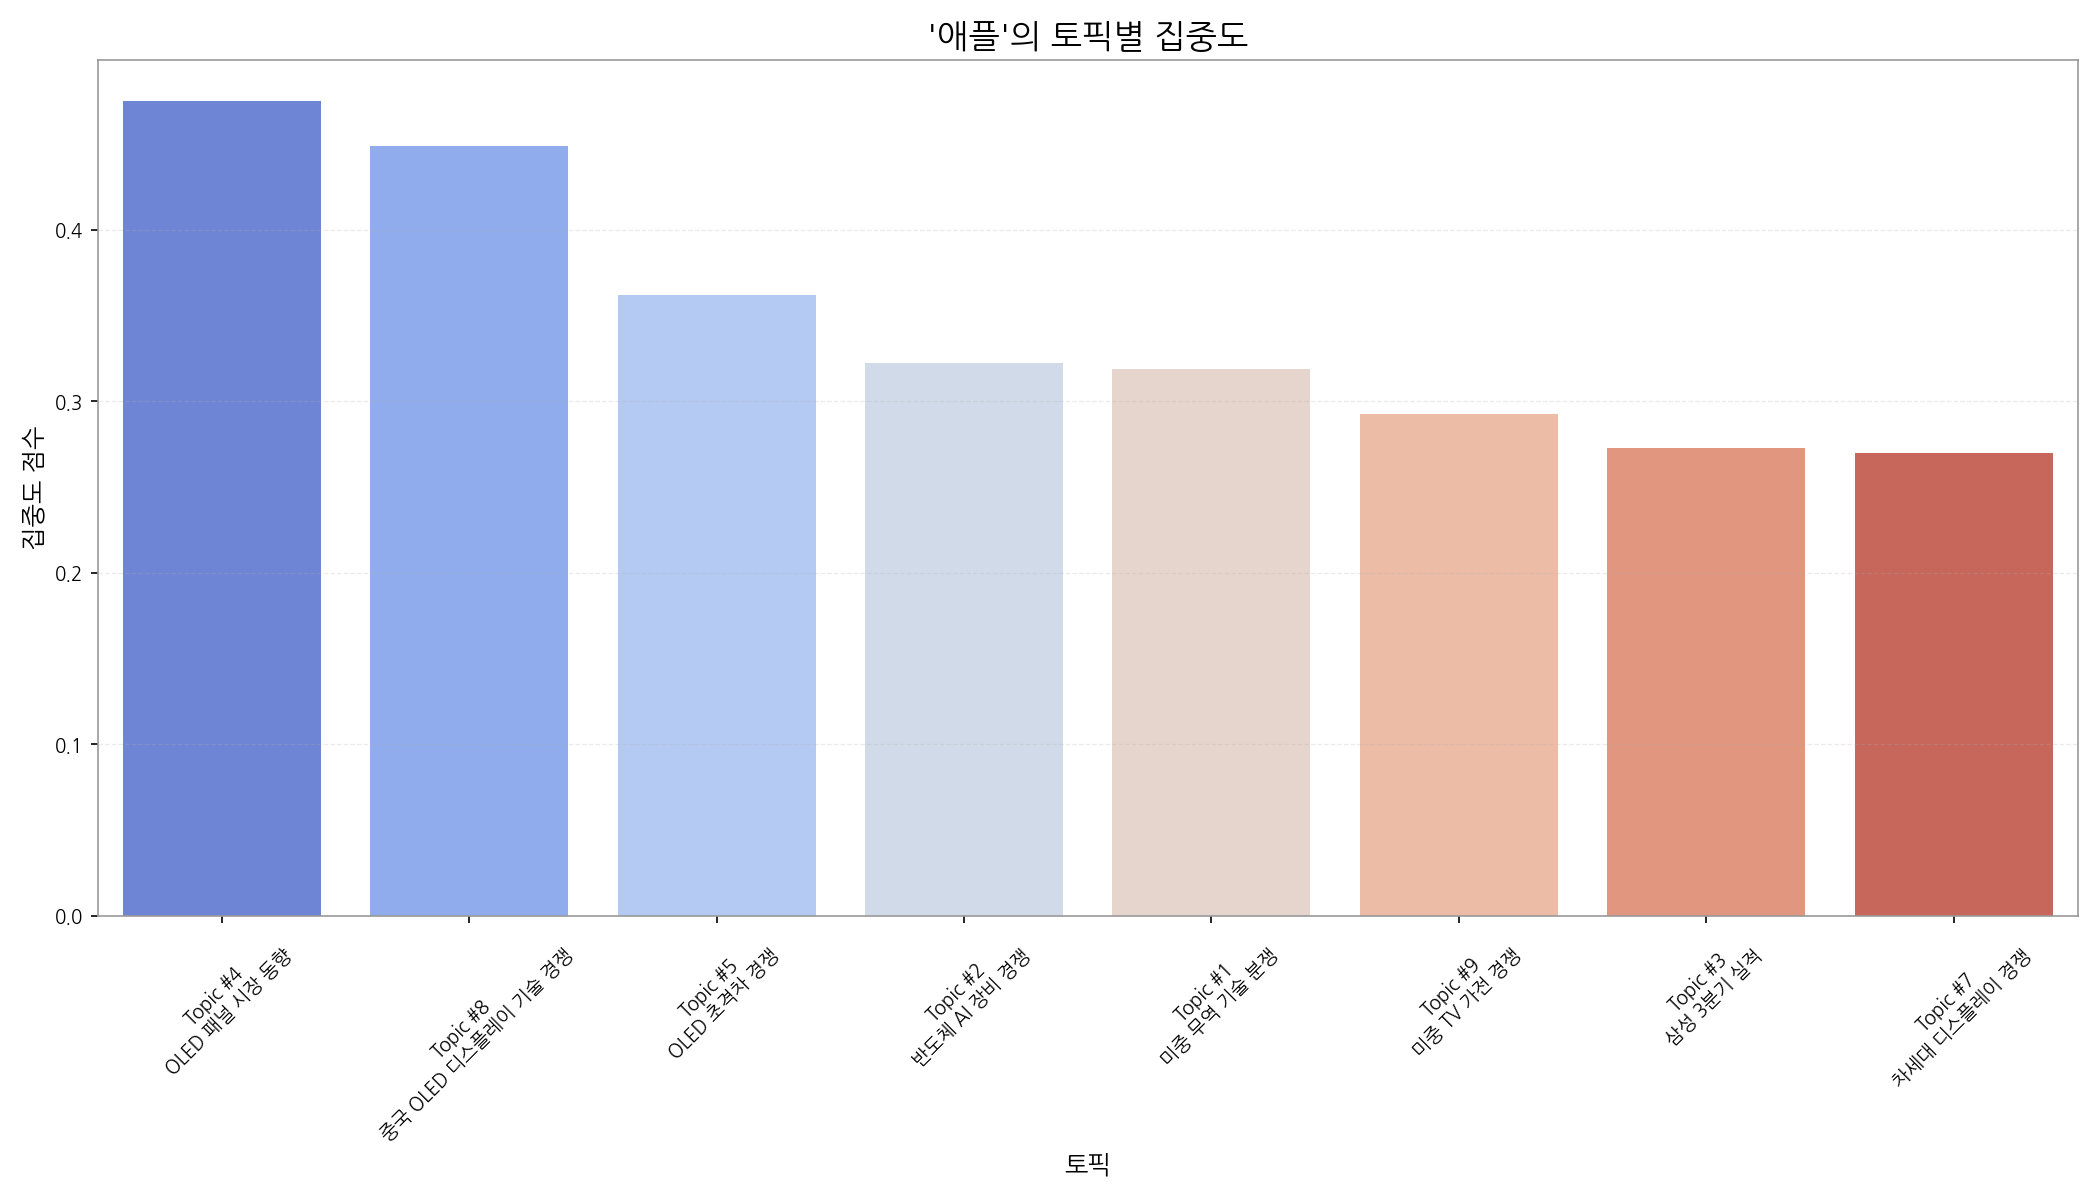 '애플'의 토픽별 집중도
집중도 점수
0.4
0.3
0.2
0.1
0.0
Topic #4
OLED 패널 시장 동향
Topic #8
중국 OLED 디스플레이 기술 경쟁
Topic #5
OLED 초격차 경쟁
Topic #2
반도체 AI 장비 경쟁
Topic #1
미중 무역 기술 분쟁
Topic #9
미중 TV 가전 경쟁
Topic #3
삼성 3분기 실적
Topic #7
차세대 디스플레이 경쟁
토픽